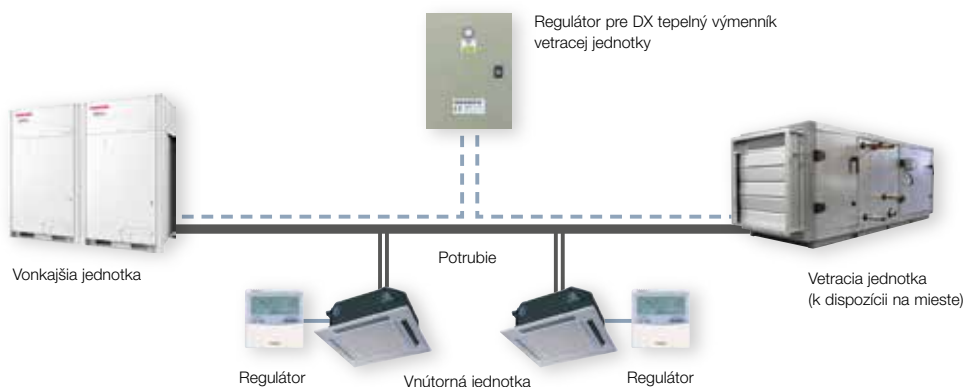 Regulátor pre DX tepelný výmenník
vetracej jednotky
Vonkajšia jednotka
Potrubie
Vetracia jednotka
(k dispozícii na mieste)
Regulátor
Vnútorná jednotka
Regulátor